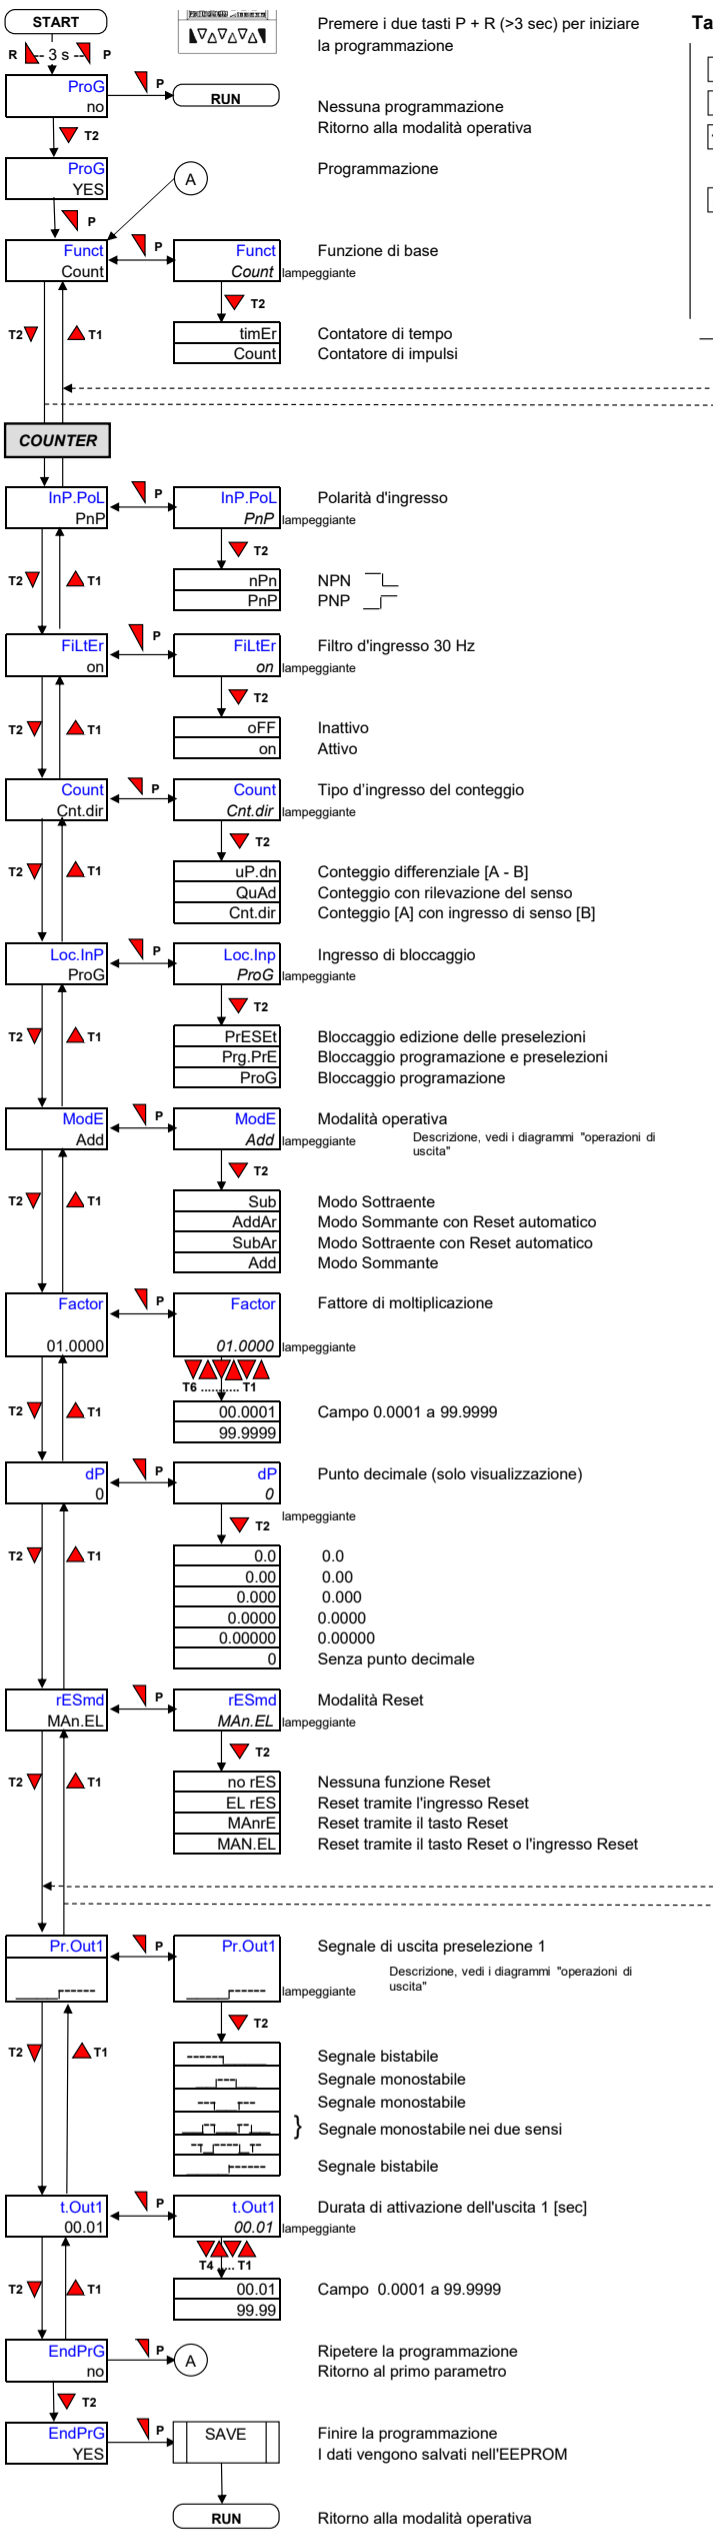 START
Premere i due tasti P + R (>3 sec) per iniziare
la programmazione
Ta
R -- 3 s -- P
ProG
no
P
RUN
Nessuna programmazione
Ritorno alla modalità operativa
T2
ProG
YES
A
Programmazione
P
Funct
Count
P
Funct
Count
lampeggiante
Funzione di base
T2
timEr
Contatore di tempo
Count
Contatore di impulsi
T2
T1
COUNTER
InP.PoL
PnP
P
InP.PoL
PnP
lampeggiante
Polarità d'ingresso
T2
nPn
NPN
PnP
PNP
T2
T1
FiLtEr
on
P
FiLtEr
on
lampeggiante
Filtro d'ingresso 30 Hz
T2
oFF
Inattivo
on
Attivo
T2
T1
Count
Cnt.dir
P
Count
Cnt.dir
lampeggiante
Tipo d'ingresso del conteggio
T2
uP.dn
Conteggio differenziale [A - B]
QuAd
Conteggio con rilevazione del senso
Cnt.dir
Conteggio [A] con ingresso di senso [B]
T2
T1
Loc.InP
ProG
P
Loc.Inp
ProG
lampeggiante
Ingresso di bloccaggio
T2
PrESEt
Bloccaggio edizione delle preselezioni
Prg.PrE
Bloccaggio programazione e preselezioni
ProG
Bloccaggio programazione
T2
T1
ModE
Add
P
ModE
Add
lampeggiante
Modalità operativa
Descrizione, vedi i diagrammi "operazioni di
uscita"
T2
Sub
Modo Sottraente
AddAr
Modo Sommante con Reset automatico
SubAr
Modo Sottraente con Reset automatico
Add
Modo Sommante
T2
T1
Factor
01.0000
P
Factor
01.0000
lampeggiante
Fattore di moltiplicazione
T6 ........... T1
00.0001
99.9999
Campo 0.0001 a 99.9999
T2
T1
dP
0
P
dP
0
lampeggiante
Punto decimale (solo visualizzazione)
T2
0.0
0.0
0.00
0.00
0.000
0.000
0.0000
0.0000
0.00000
0.00000
0
Senza punto decimale
T2
T1
rESmd
MAn.EL
P
rESmd
MAn.EL
lampeggiante
Modalità Reset
T2
no rES
Nessuna funzione Reset
EL rES
Reset tramite l'ingresso Reset
MAnrE
Reset tramite il tasto Reset
MAN.EL
Reset tramite il tasto Reset o l'ingresso Reset
T2
T1
Pr.Out1
P
Pr.Out1
lampeggiante
Segnale di uscita preselezione 1
Descrizione, vedi i diagrammi "operazioni di
uscita"
T2
Segnale bistabile
Segnale monostabile
Segnale monostabile
} Segnale monostabile nei due sensi
Segnale bistabile
T2
T1
t.Out1
00.01
P
t.Out1
00.01
lampeggiante
Durata di attivazione dell'uscita 1 [sec]
T4 ..... T1
00.01
99.99
Campo 0.0001 a 99.9999
T2
T1
EndPrG
no
P
A
Ripetere la programmazione
Ritorno al primo parametro
T2
EndPrG
YES
P
SAVE
Finire la programmazione
I dati vengono salvati nell'EEPROM
RUN
Ritorno alla modalità operativa